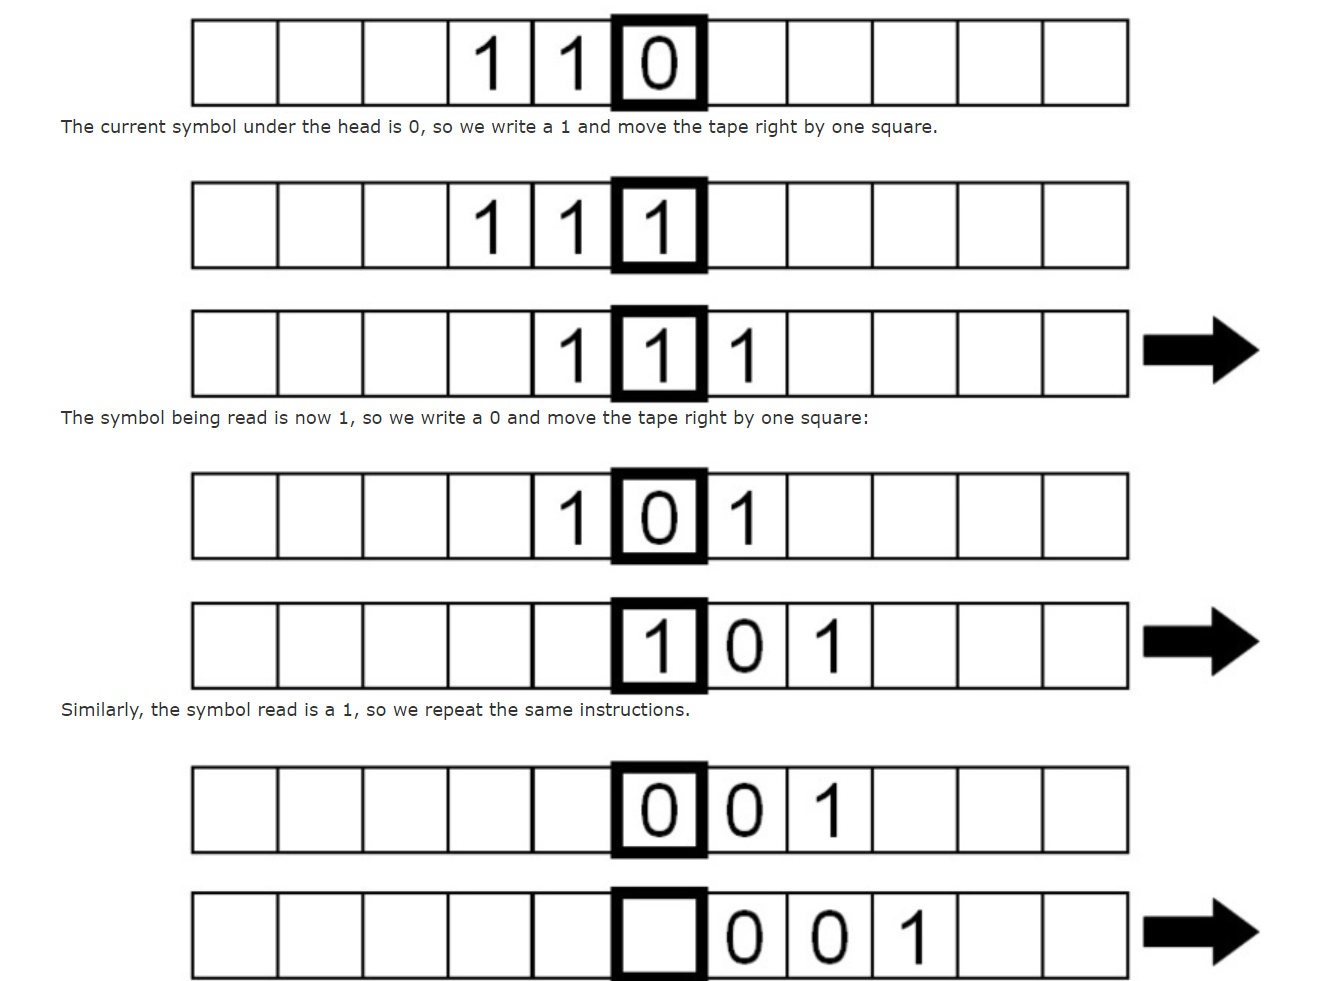 1 1 0
The current symbol under the head is 0, so we write a 1 and move the tape right by one square.
1 1 1
1 1 1
The symbol being read is now 1, so we write a 0 and move the tape right by one square:
1 0 1
1 0 1
Similarly, the symbol read is a 1, so we repeat the same instructions.
0 0 1
0 0 1